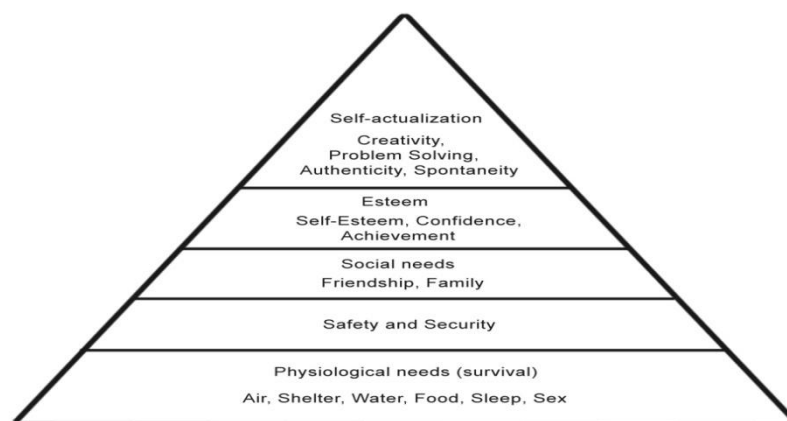 Self-actualization
Creativity,
Problem Solving,
Authenticity, Spontaneity
Esteem
Self-Esteem, Confidence,
Achievement
Social needs
Friendship, Family
Safety and Security
Physiological needs (survival)
Air, Shelter, Water, Food, Sleep, Sex